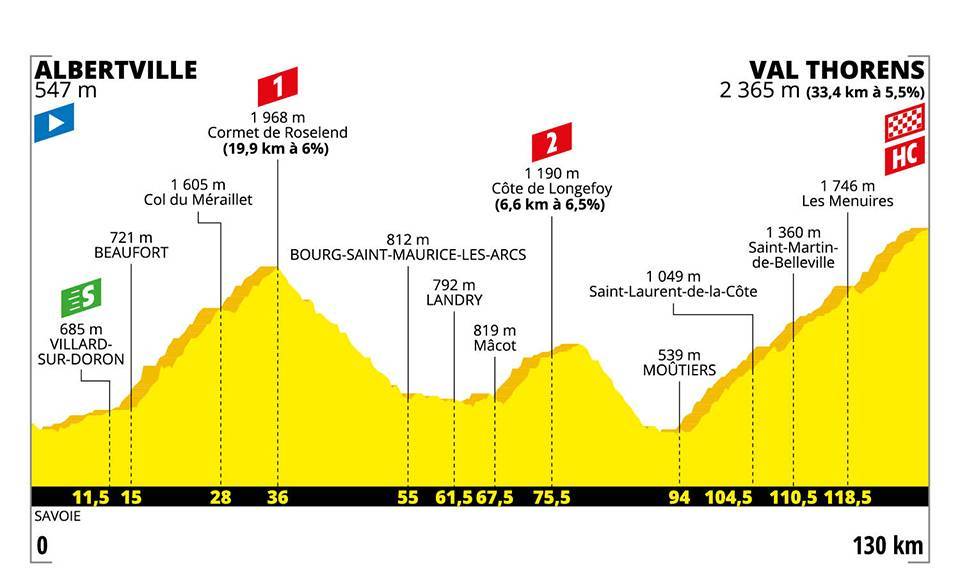 ALBERTVILLE
547 m
VAL THORENS
2 365 m (33,4 km à 5,5%)
1
1 968 m
Cormet de Roselend
(19,9 km à 6%)
2
1 190 m
Côte de Longefoy
(6,6 km à 6,5%)
HC
1 605 m
Col du Méraillet
1 746 m
Les Menuires
721 m
BEAUFORT
812 m
BOURG-SAINT-MAURICE-LES-ARCS
1 360 m
Saint-Martin-
de-Belleville
792 m
LANDRY
1 049 m
Saint-Laurent-de-la-Côte
S
685 m
VILLARD-
SUR-DORON
819 m
Mâcot
539 m
MOÛTIERS
11,5 15 28 36 55 61,5 67,5 75,5 94 104,5 110,5 118,5
SAVOIE
0 130 km